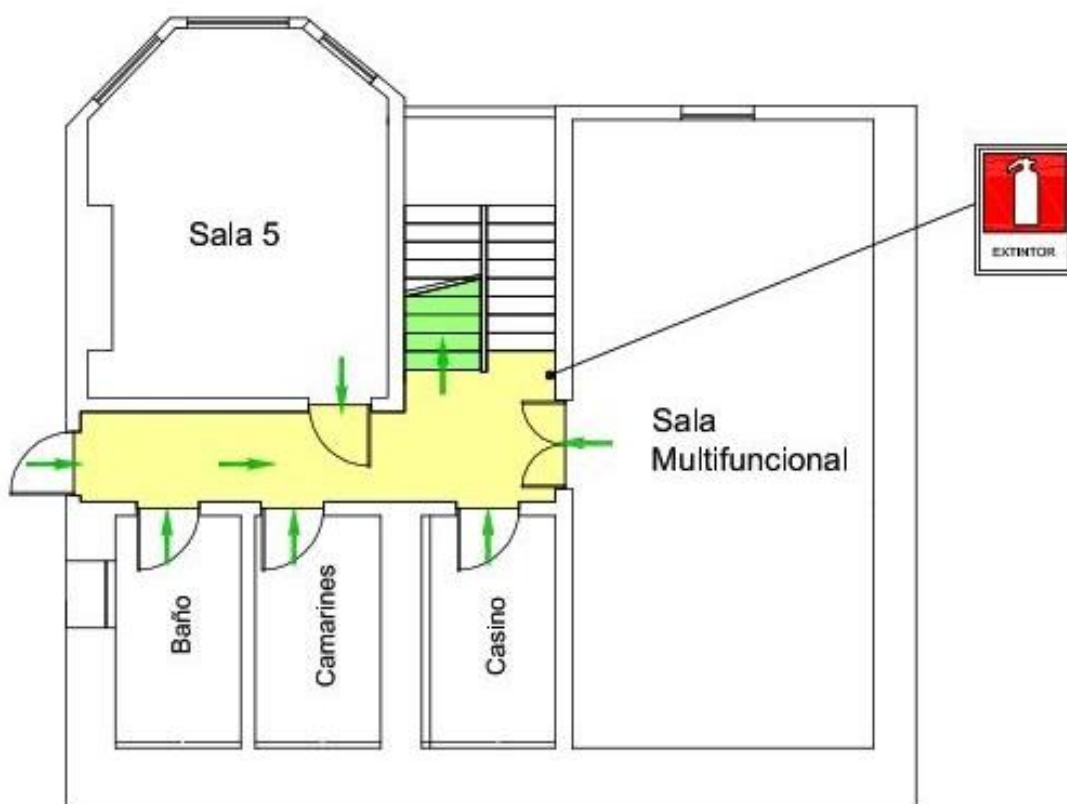 Sala 5
EXTINTOR
Sala
Multifuncional
Baño
Camarines
Casino